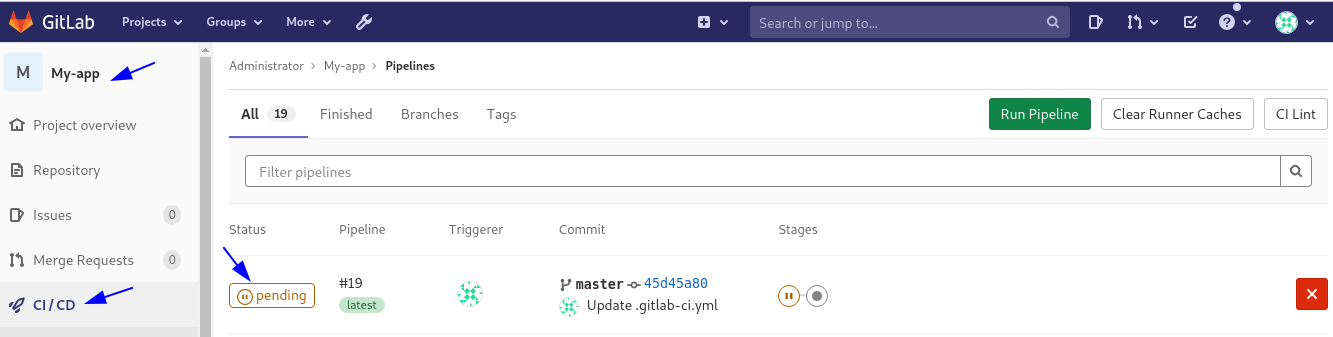 GitLab Projects Groups More Search or jump to...
M My-app
Administrator > My-app > Pipelines
All 19 Finished Branches Tags Run Pipeline Clear Runner Caches CI Lint
Project overview
Repository
Filter pipelines
Issues 0
Status Pipeline Triggerer Commit Stages
Merge Requests 0
CI / CD
pending #19 master 45d45a80
latest Update .gitlab-ci.yml